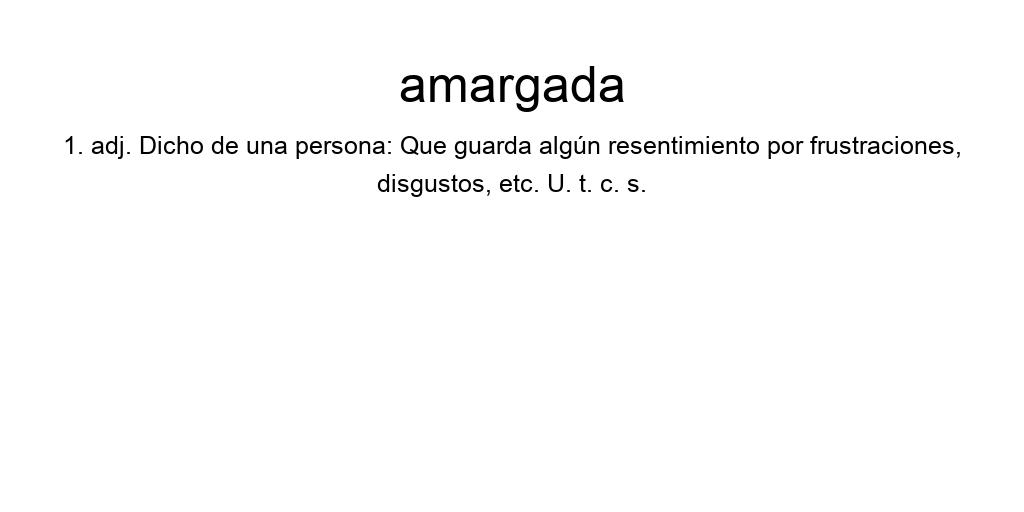 amargada
1. adj. Dicho de una persona: Que guarda algún resentimiento por frustraciones,
disgustos, etc. U. t. c. s.